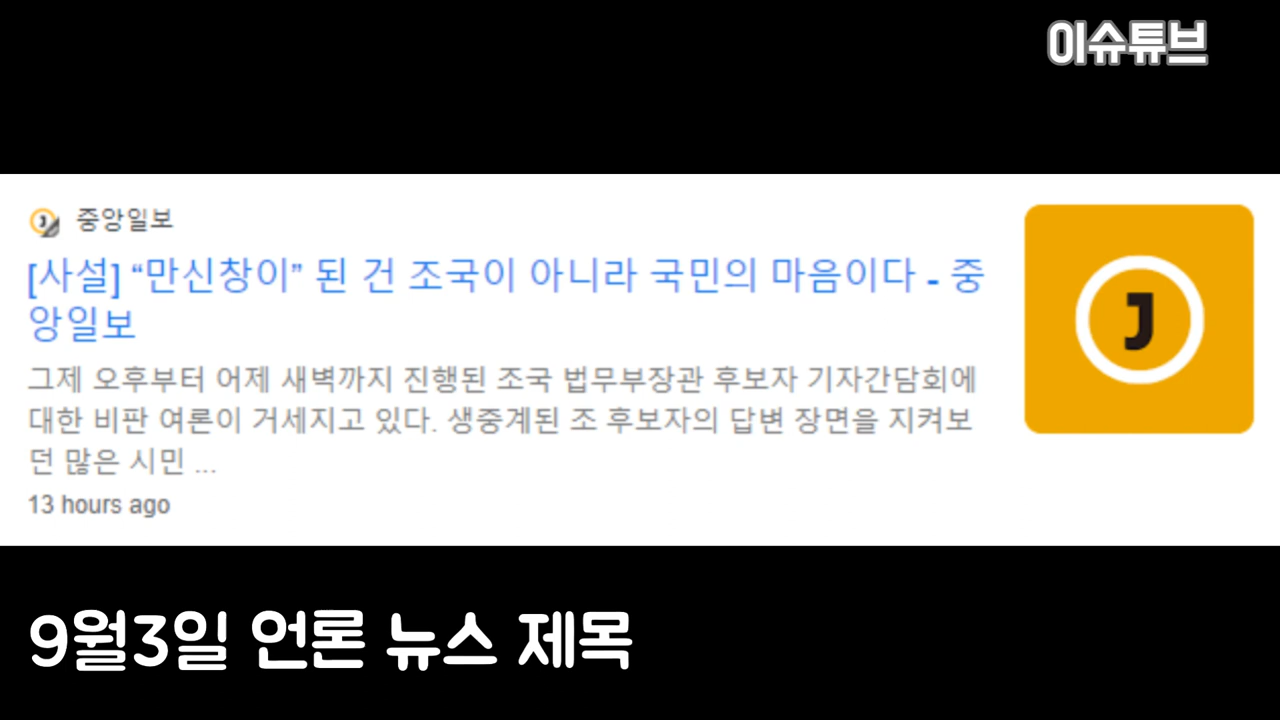 이슈튜브
중앙일보
[사설] “만신창이” 된 건 조국이 아니라 국민의 마음이다 - 중
앙일보
그제 오후부터 어제 새벽까지 진행된 조국 법무부장관 후보자 기자간담회에
대한 비판 여론이 거세지고 있다. 생중계된 조 후보자의 답변 장면을 지켜보
던 많은 시민 ...
13 hours ago
J
9월3일 언론 뉴스 제목